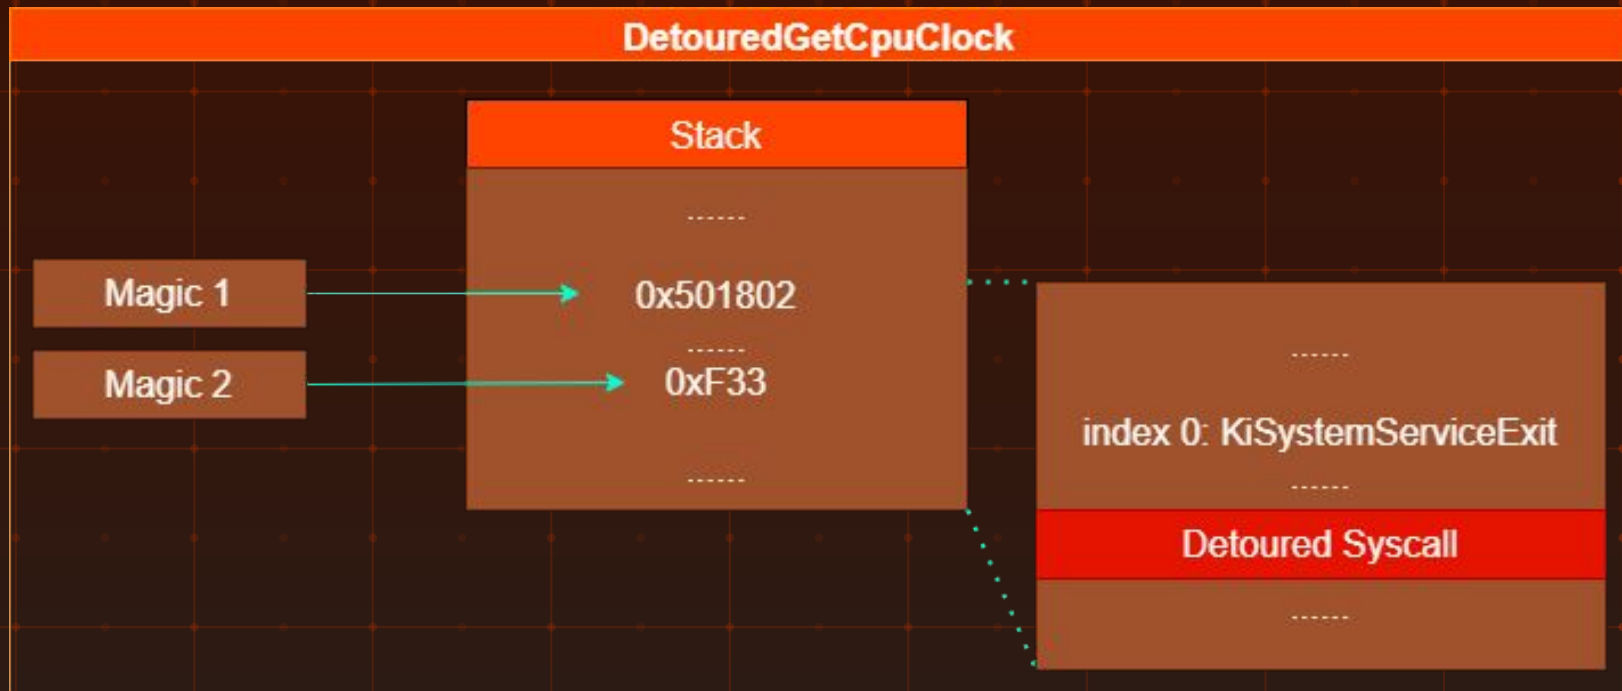 DetouredGetCpuClock
Stack
------
Magic 1
0x501802
------
Magic 2
0xF33
------
------
index 0: KiSystemServiceExit
------
Detoured Syscall
------